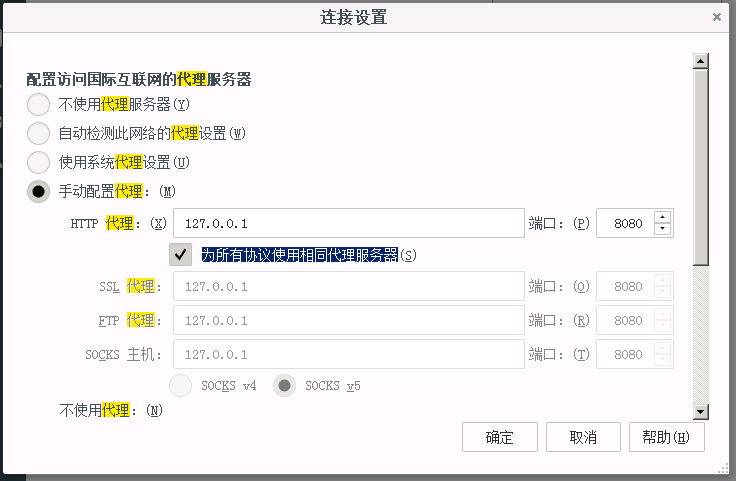 连接设置
配置访问国际互联网的代理服务器
不使用代理服务器(Y)
自动检测此网络的代理设置(W)
使用系统代理设置(U)
手动配置代理：(M)
HTTP 代理：(X) 127.0.0.1 端口：(P) 8080
为所有协议使用相同代理服务器(S)
SSL 代理： 127.0.0.1 端口：(O) 8080
FTP 代理： 127.0.0.1 端口：(R) 8080
SOCKS 主机： 127.0.0.1 端口：(T) 8080
SOCKS v4 SOCKS v5
不使用代理：(N)
确定 取消 帮助(H)